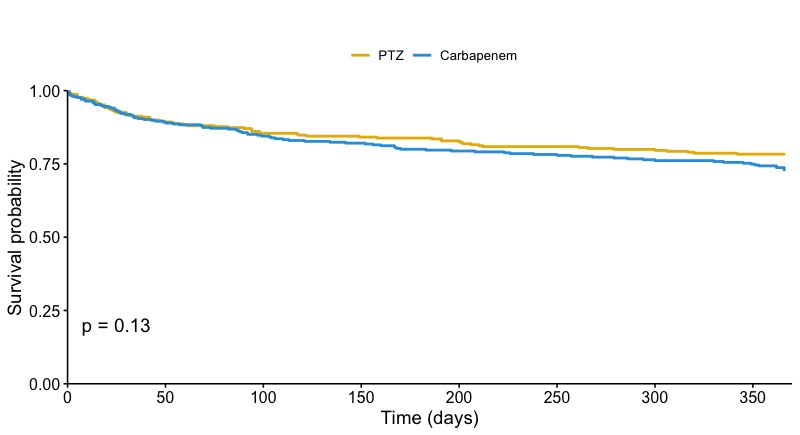 PTZ Carbapenem
1.00
0.75
0.50
0.25
0.00
Survival probability
p = 0.13
0 50 100 150 200 250 300 350
Time (days)